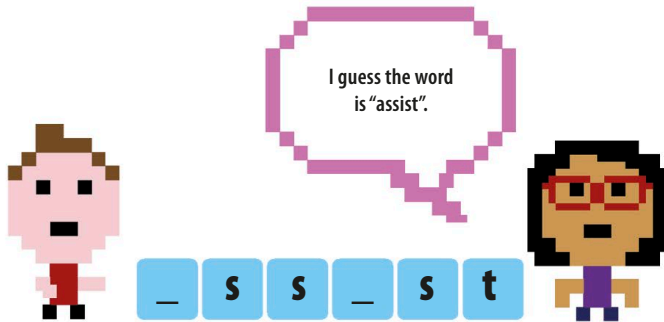 I guess the word
is “assist”.
_ s s _ s t